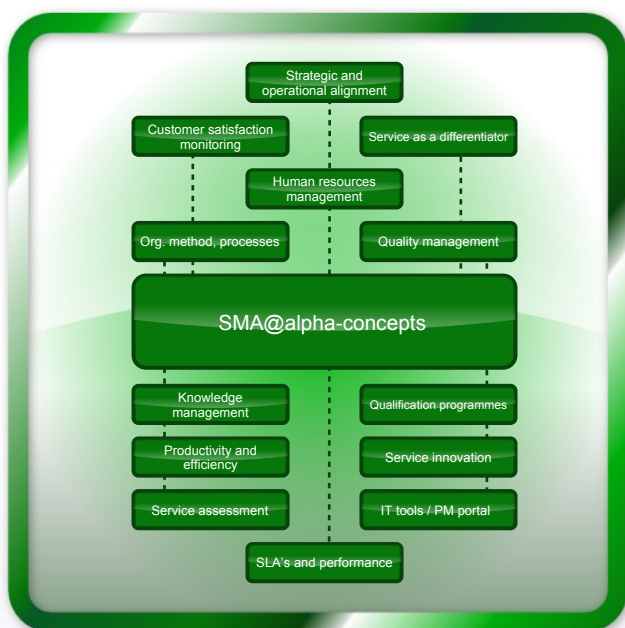 Strategic and
operational alignment
Customer satisfaction
monitoring
Service as a differentiator
Human resources
management
Org. method, processes
Quality management
SMA@alpha-concepts
Knowledge
management
Qualification programmes
Productivity and
efficiency
Service innovation
Service assessment
IT tools / PM portal
SLA's and performance